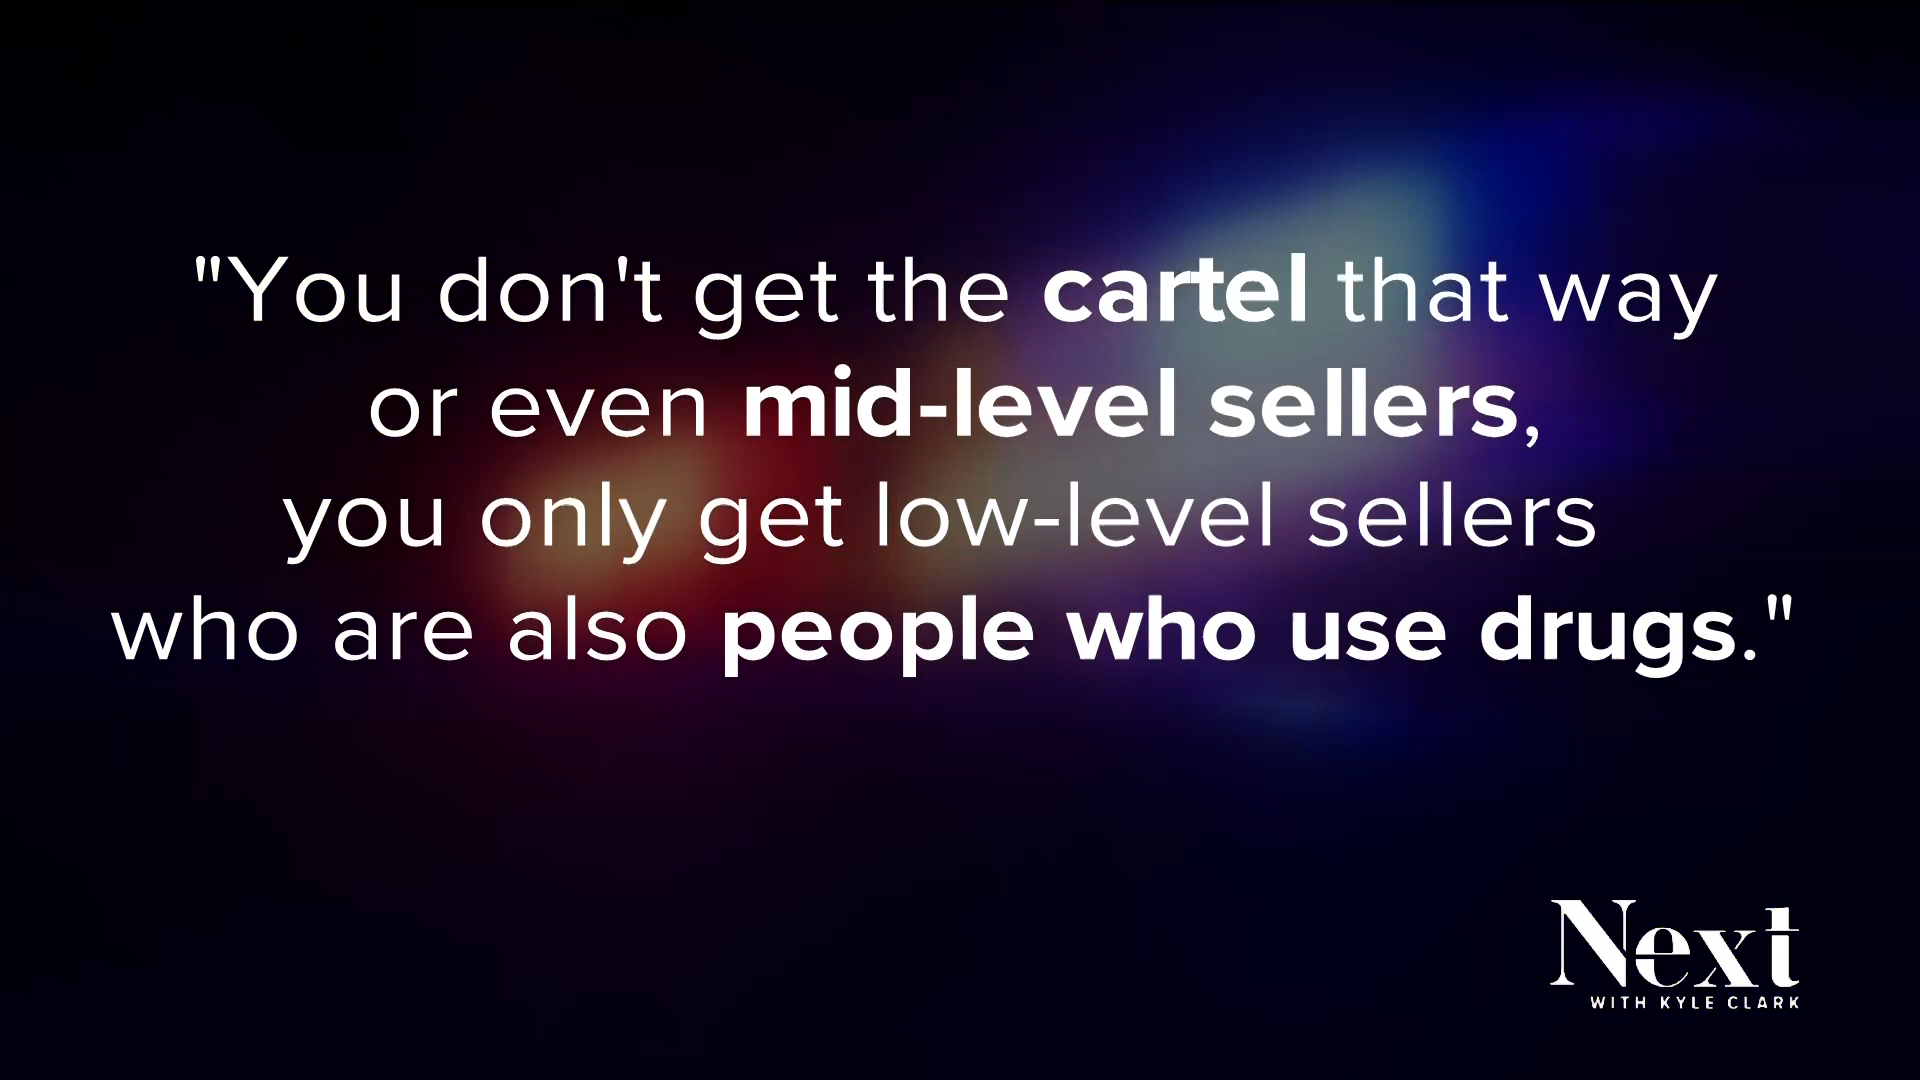 "You don't get the cartel that way
or even mid-level sellers,
you only get low-level sellers
who are also people who use drugs."
Next
WITH KYLE CLARK